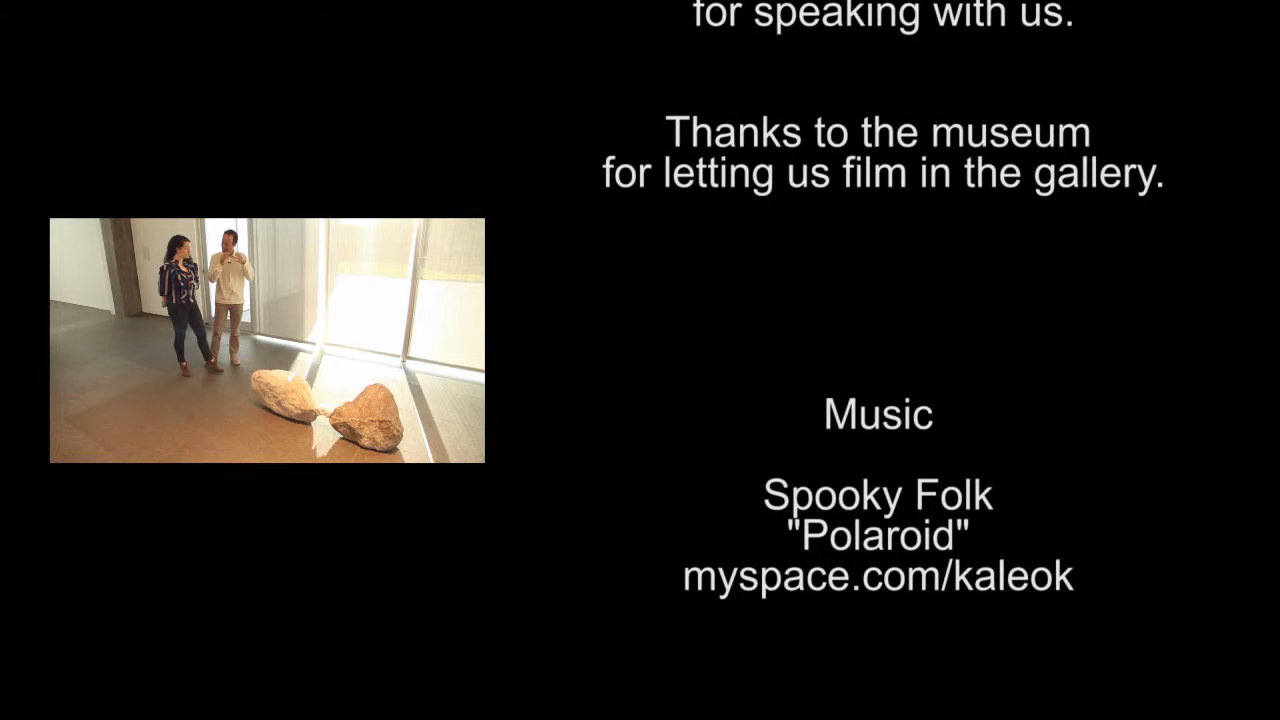 for speaking with us.
Thanks to the museum
for letting us film in the gallery.
Music
Spooky Folk
"Polaroid"
myspace.com/kaleok